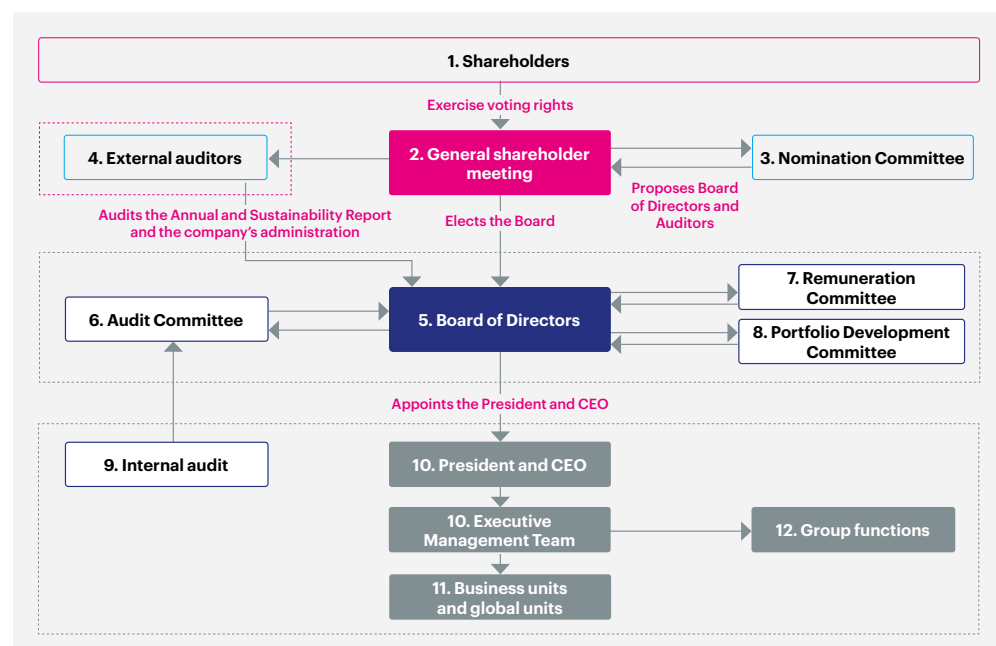 1. Shareholders
Exercise voting rights
4. External auditors
2. General shareholder
meeting
3. Nomination Committee
Proposes Board
of Directors and
Auditors
Audits the Annual and Sustainability Report
and the company’s administration
Elects the Board
7. Remuneration
Committee
6. Audit Committee
5. Board of Directors
8. Portfolio Development
Committee
Appoints the President and CEO
9. Internal audit
10. President and CEO
10. Executive
Management Team
12. Group functions
11. Business units
and global units